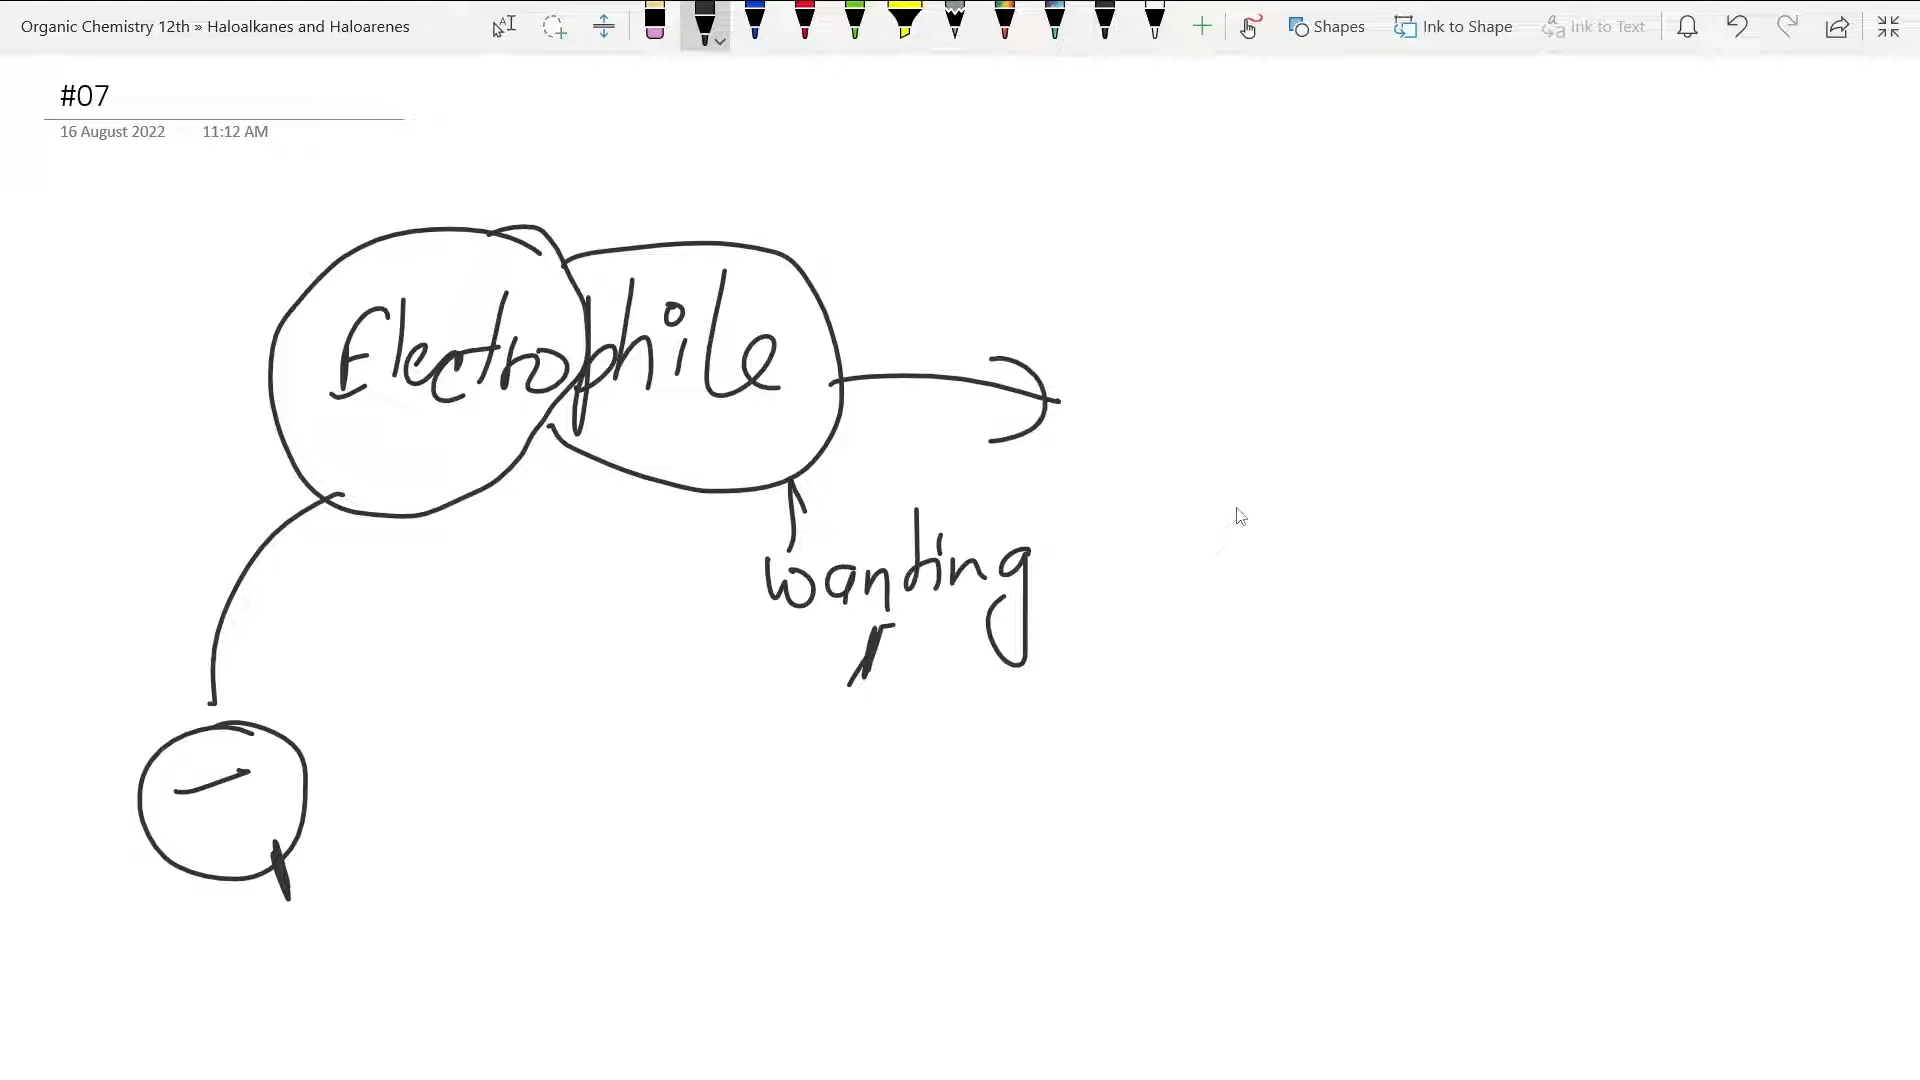 Organic Chemistry 12th » Haloalkanes and Haloarenes
Shapes
Ink to Shape
Ink to Text
#07
16 August 2022 11:12 AM
Electrophile
wanting